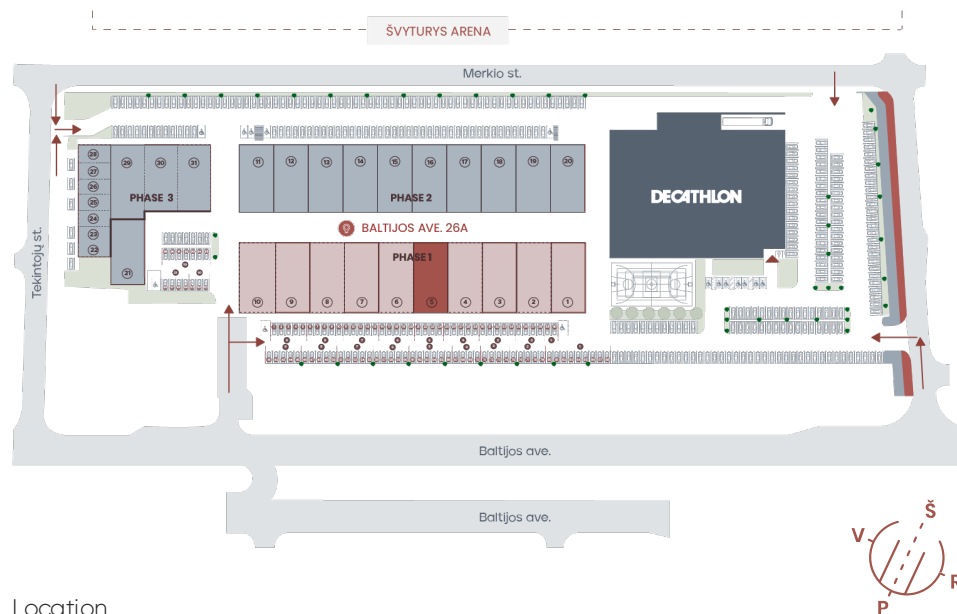 ŠVYTURYS ARENA
Merkio st.
28
27
26
25
24
23
22
29
30
31
PHASE 3
21
11
12
13
14
15
16
17
18
19
20
PHASE 2
DECATHLON
BALTIJOS AVE. 26A
PHASE 1
10
9
8
7
6
5
4
3
2
1
Tekintojų st.
Baltijos ave.
Baltijos ave.
Š
V
R
P
Location